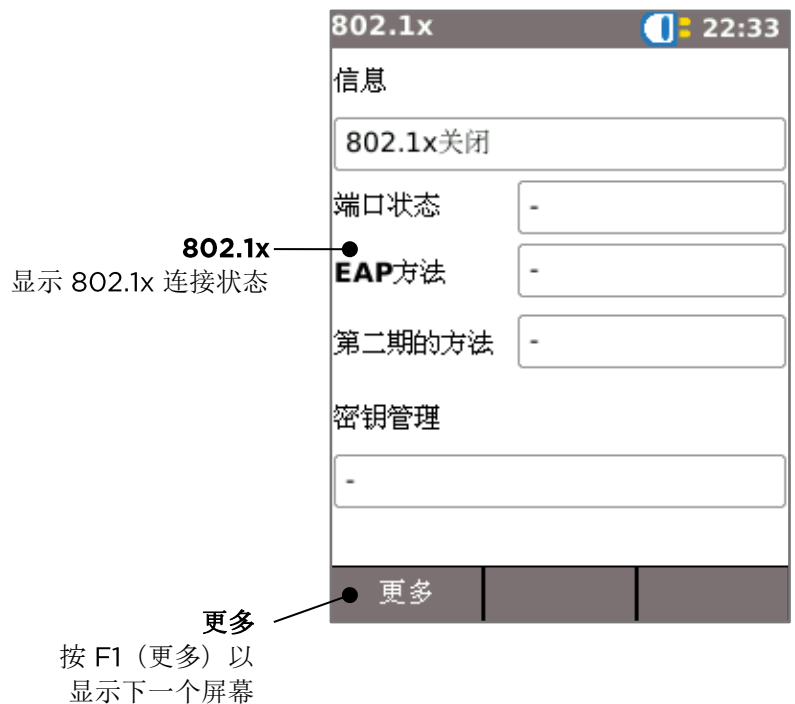 802.1x 22:33
信息
802.1x关闭
端口状态 -
802.1x
显示 802.1x 连接状态
EAP方法 -
第二期的方法 -
密钥管理
-
更多
更多
按 F1（更多）以
显示下一个屏幕